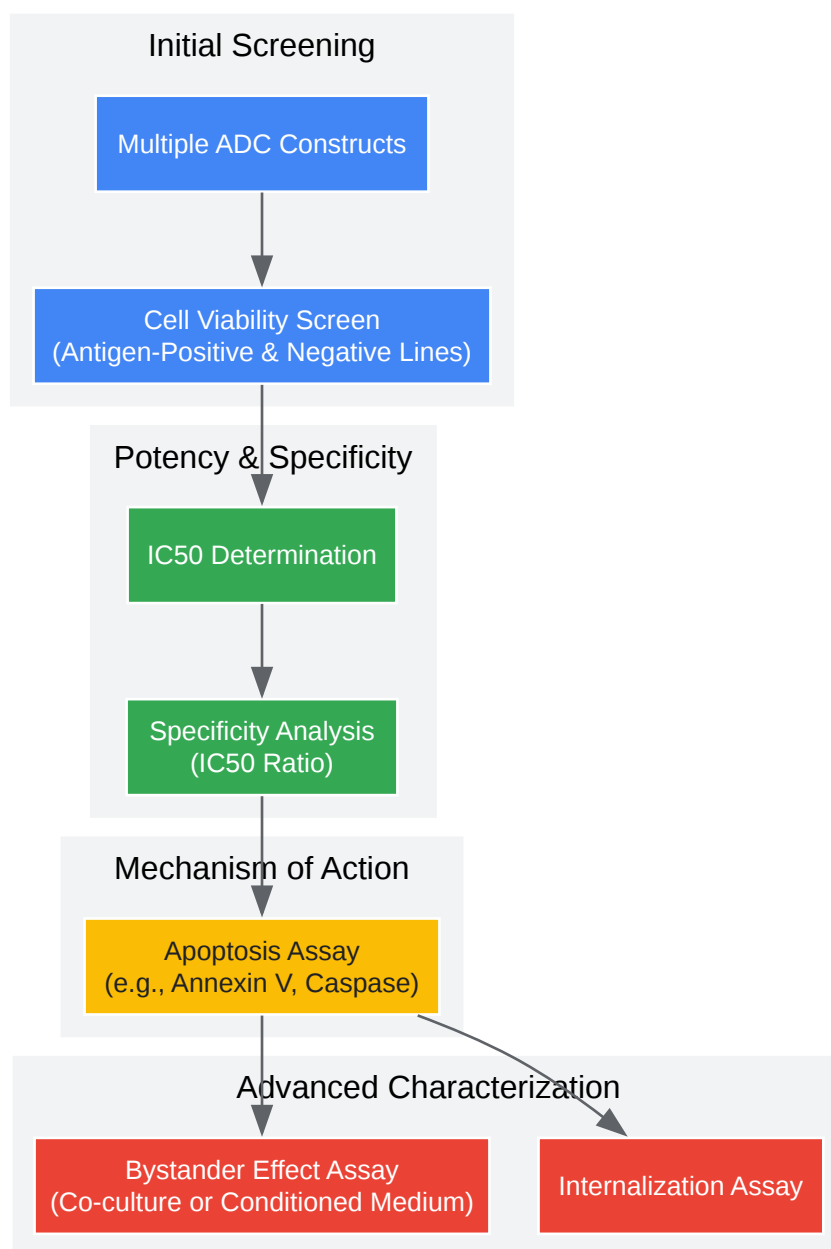 Initial Screening
Multiple ADC Constructs
Cell Viability Screen
(Antigen-Positive & Negative Lines)
Potency & Specificity
IC50 Determination
Specificity Analysis
(IC50 Ratio)
Mechanism of Action
Apoptosis Assay
(e.g., Annexin V, Caspase)
Advanced Characterization
Bystander Effect Assay
(Co-culture or Conditioned Medium)
Internalization Assay